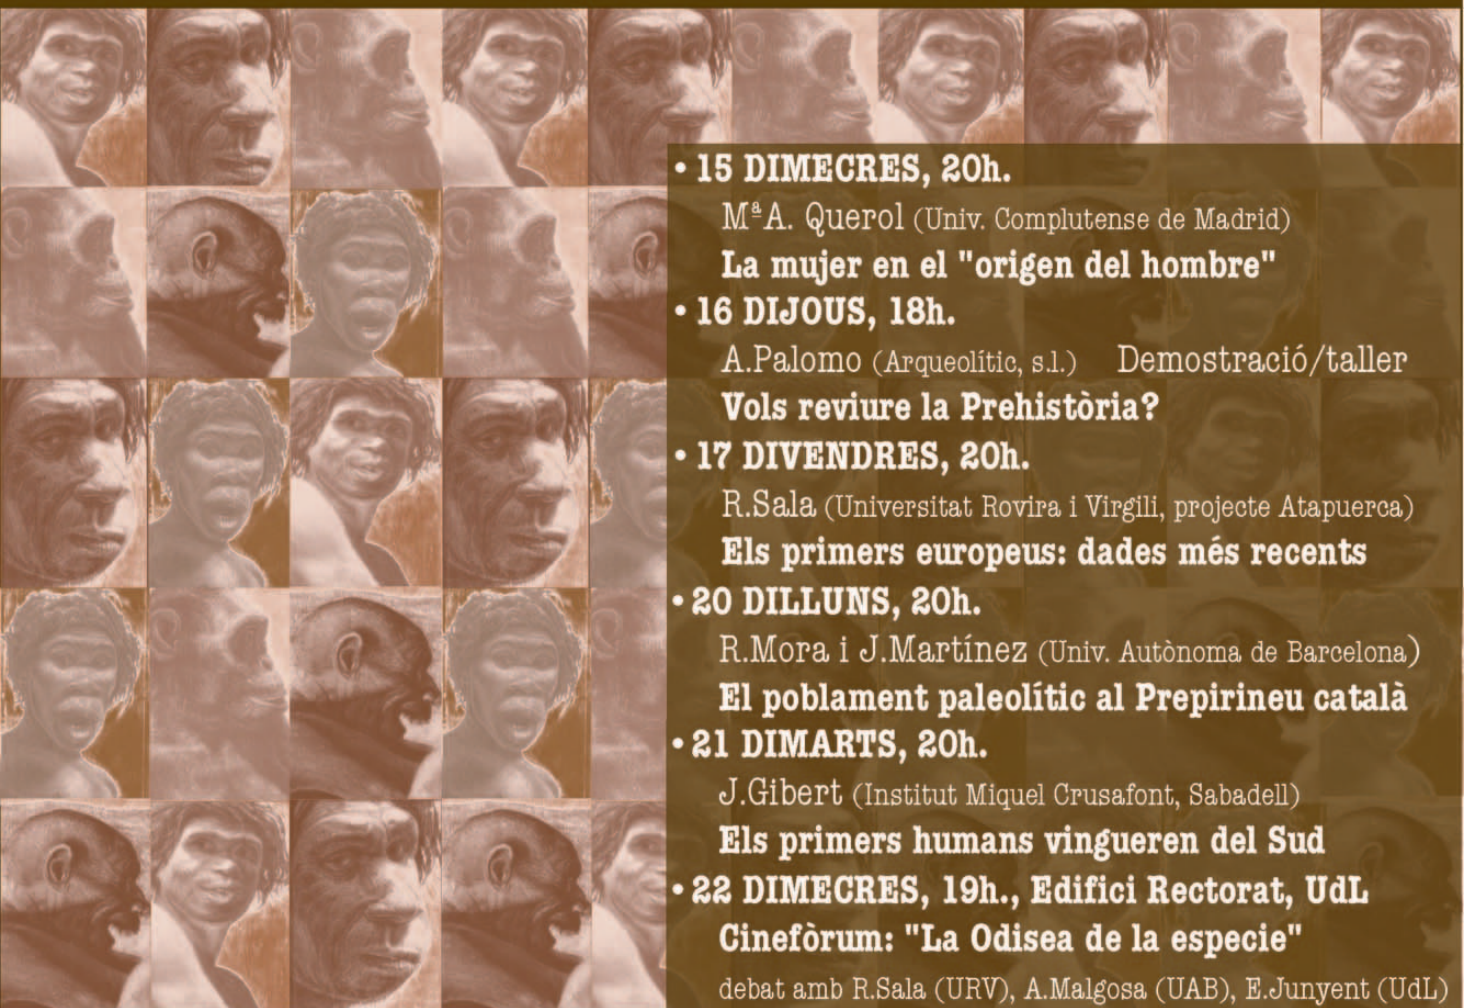 • 15 DIMECRES, 20h.
MªA. Querol (Univ. Complutense de Madrid)
La mujer en el "origen del hombre"
• 16 DIJOUS, 18h.
A.Palomo (Arqueolític, s.l.) Demostració/taller
Vols reviure la Prehistòria?
• 17 DIVENDRES, 20h.
R.Sala (Universitat Rovira i Virgili, projecte Atapuerca)
Els primers europeus: dades més recents
• 20 DILLUNS, 20h.
R.Mora i J.Martínez (Univ. Autònoma de Barcelona)
El poblament paleolític al Prepirineu català
• 21 DIMARTS, 20h.
J.Gibert (Institut Miquel Crusafont, Sabadell)
Els primers humans vingueren del Sud
• 22 DIMECRES, 19h., Edifici Rectorat, UdL
Cinefòrum: "La Odisea de la especie"
debat amb R.Sala (URV), A.Malgosa (UAB), E.Junyent (UdL)